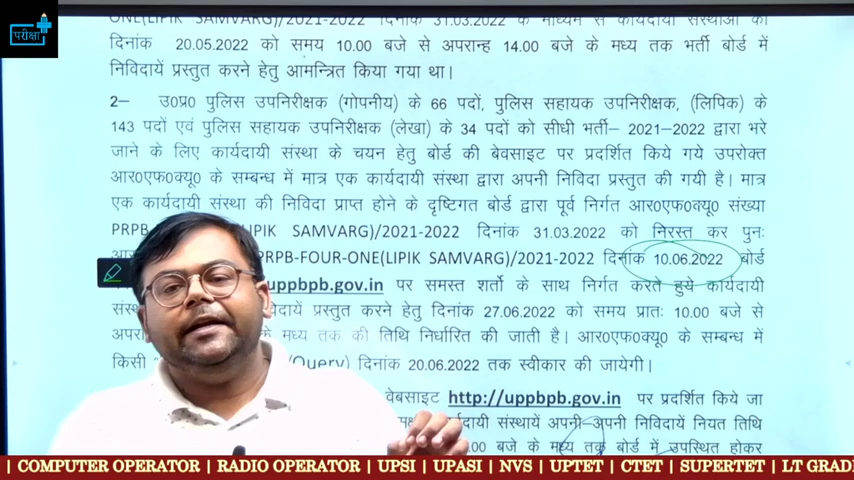 परीक्षा
ONE(LIPIK SAMVARG)/2021-2022 दिनांक 31.03.2022 के माध्यम से कार्यदायी संस्थाओं को
दिनांक 20.05.2022 को समय 10.00 बजे से अपरान्ह 14.00 बजे के मध्य तक भर्ती बोर्ड में
निविदायें प्रस्तुत करने हेतु आमन्त्रित किया गया था।
2– उ0प्र0 पुलिस उपनिरीक्षक (गोपनीय) के 66 पदों, पुलिस सहायक उपनिरीक्षक, (लिपिक) के
143 पदों एवं पुलिस सहायक उपनिरीक्षक (लेखा) के 34 पदों को सीधी भर्ती– 2021–2022 द्वारा भरे
जाने के लिए कार्यदायी संस्था के चयन हेतु बोर्ड की बेवसाइट पर प्रदर्शित किये गये उपरोक्त
आर0एफ0क्यू0 के सम्बन्ध में मात्र एक कार्यदायी संस्था द्वारा अपनी निविदा प्रस्तुत की गयी है। मात्र
एक कार्यदायी संस्था की निविदा प्राप्त होने के दृष्टिगत बोर्ड द्वारा पूर्व निर्गत आर0एफ0क्यू0 संख्या
PRPB- LIPIK SAMVARG)/2021-2022 दिनांक 31.03.2022 को निरस्त कर पुनः
PRPB-FOUR-ONE(LIPIK SAMVARG)/2021-2022 दिनांक 10.06.2022 बोर्ड
uppbpb.gov.in पर समस्त शर्तो के साथ निर्गत करते हुये कार्यदायी
संस्थ दायें प्रस्तुत करने हेतु दिनांक 27.06.2022 को समय प्रातः 10.00 बजे से
अपरा के मध्य तक की तिथि निर्धारित की जाती है। आर0एफ0क्यू0 के सम्बन्ध में
किसी (Query) दिनांक 20.06.2022 तक स्वीकार की जायेगी।
वेबसाइट http://uppbpb.gov.in पर प्रदर्शित किये जा
कार्यदायी संस्थायें अपनी–अपनी निविदायें नियत तिथि
.00 बजे के मध्य तक बोर्ड में उपस्थित होकर
| COMPUTER OPERATOR | RADIO OPERATOR | UPSI | UPASI | NVS | UPTET | CTET | SUPERTET | LT GRAD